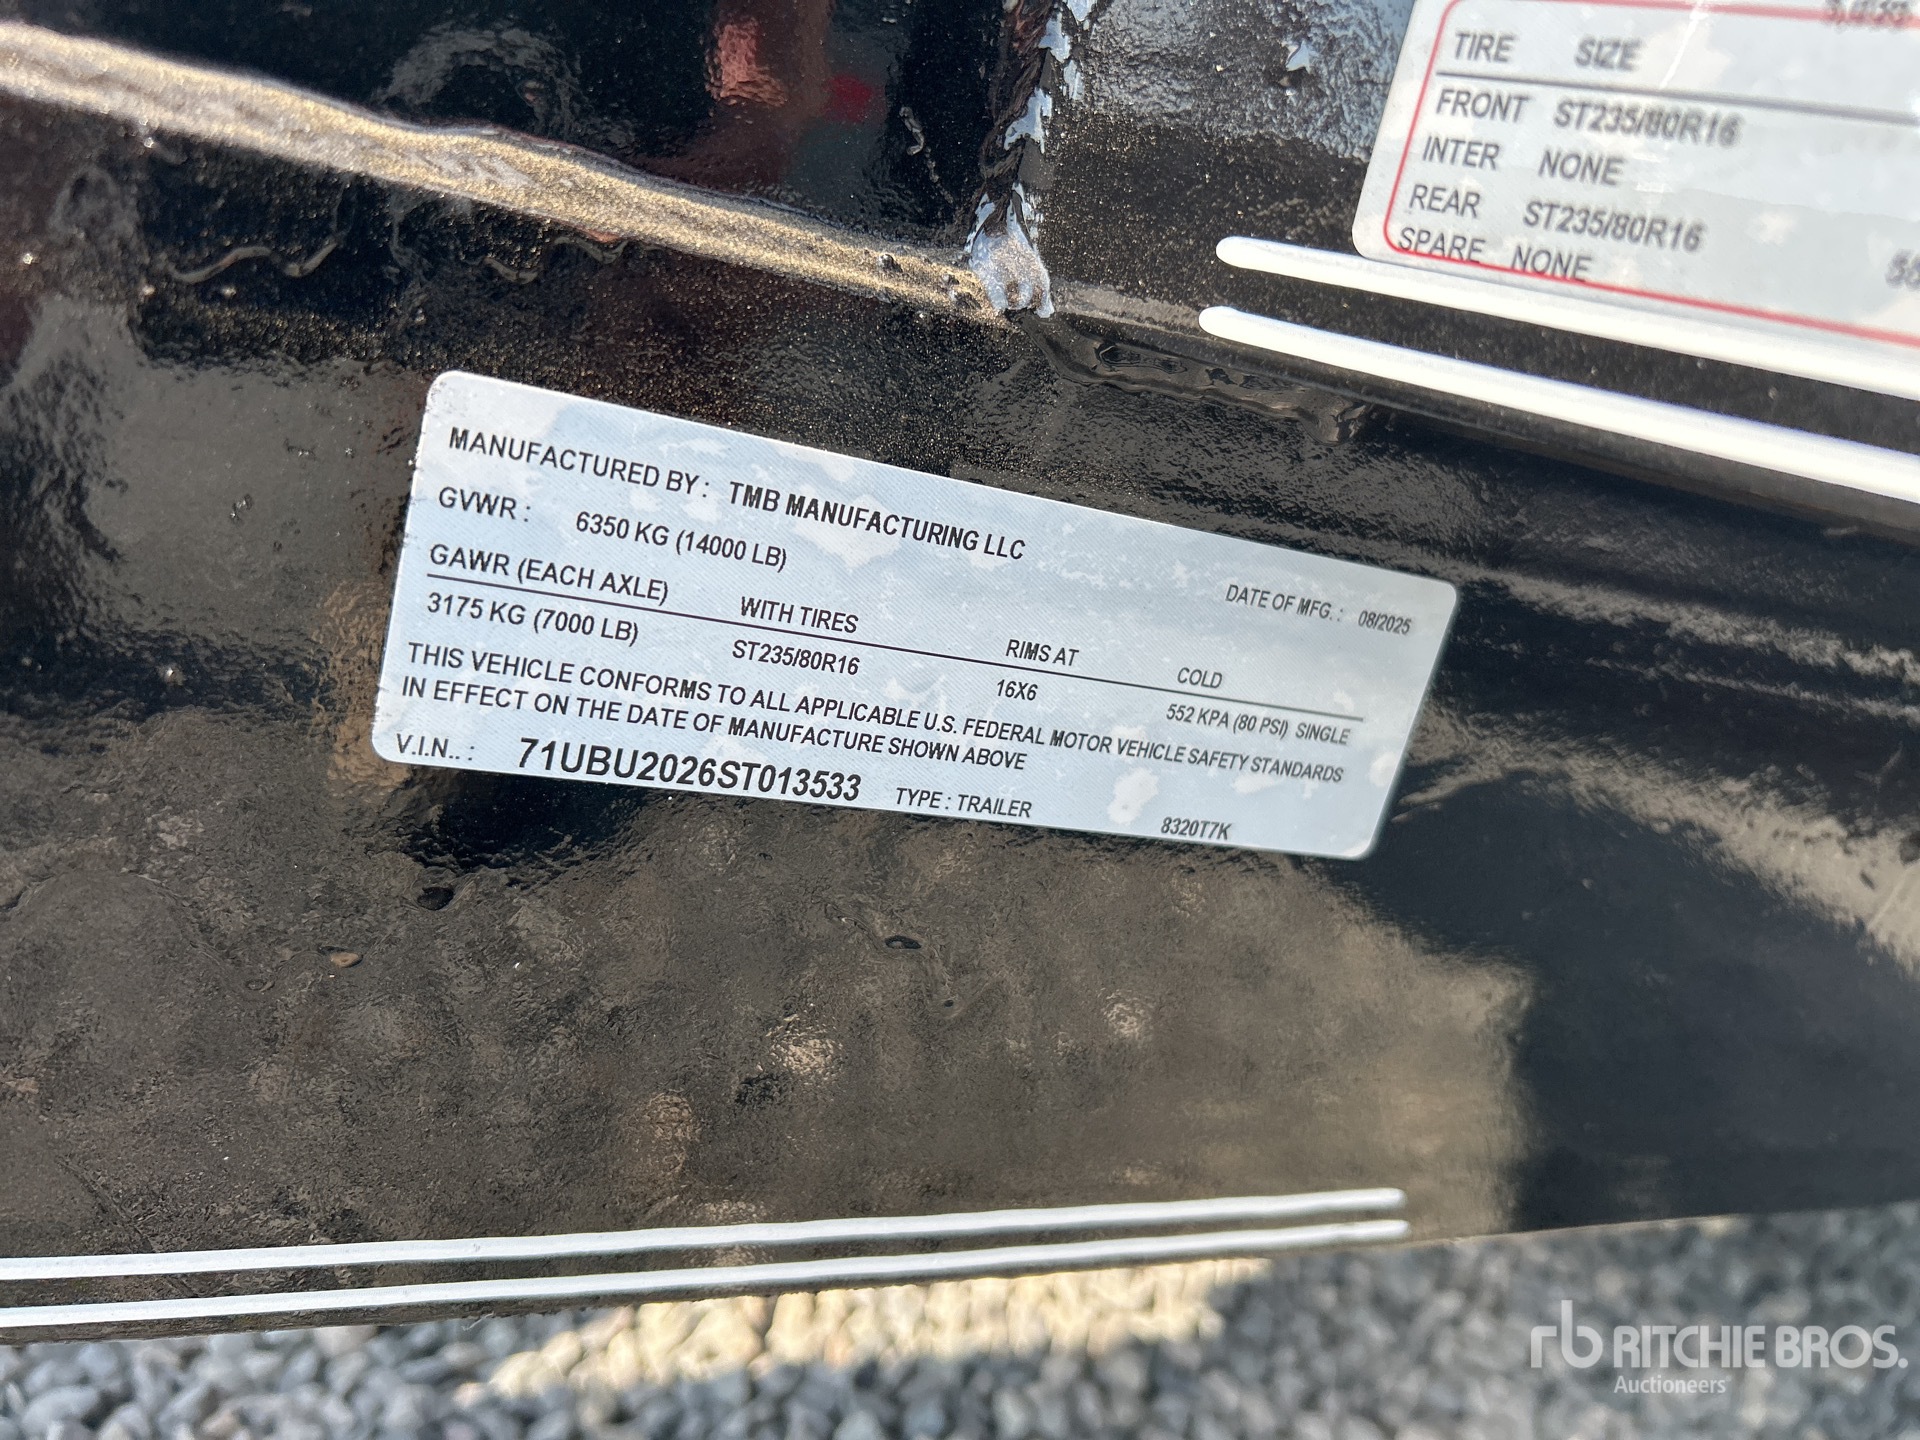 TIRE SIZE
FRONT ST235/80R16
INTER NONE
REAR ST235/80R16
SPARE NONE
MANUFACTURED BY: TMB MANUFACTURING LLC
GVWR: 6350 KG (14000 LB)
DATE OF MFG.: 08/2025
GAWR (EACH AXLE) WITH TIRES RIMS AT COLD
3175 KG (7000 LB) ST235/80R16 16X6 552 KPA (80 PSI) SINGLE
THIS VEHICLE CONFORMS TO ALL APPLICABLE U.S. FEDERAL MOTOR VEHICLE SAFETY STANDARDS
IN EFFECT ON THE DATE OF MANUFACTURE SHOWN ABOVE
V.I.N..: 71UBU2026ST013533 TYPE: TRAILER 8320T7K
rb RITCHIE BROS.
Auctioneers